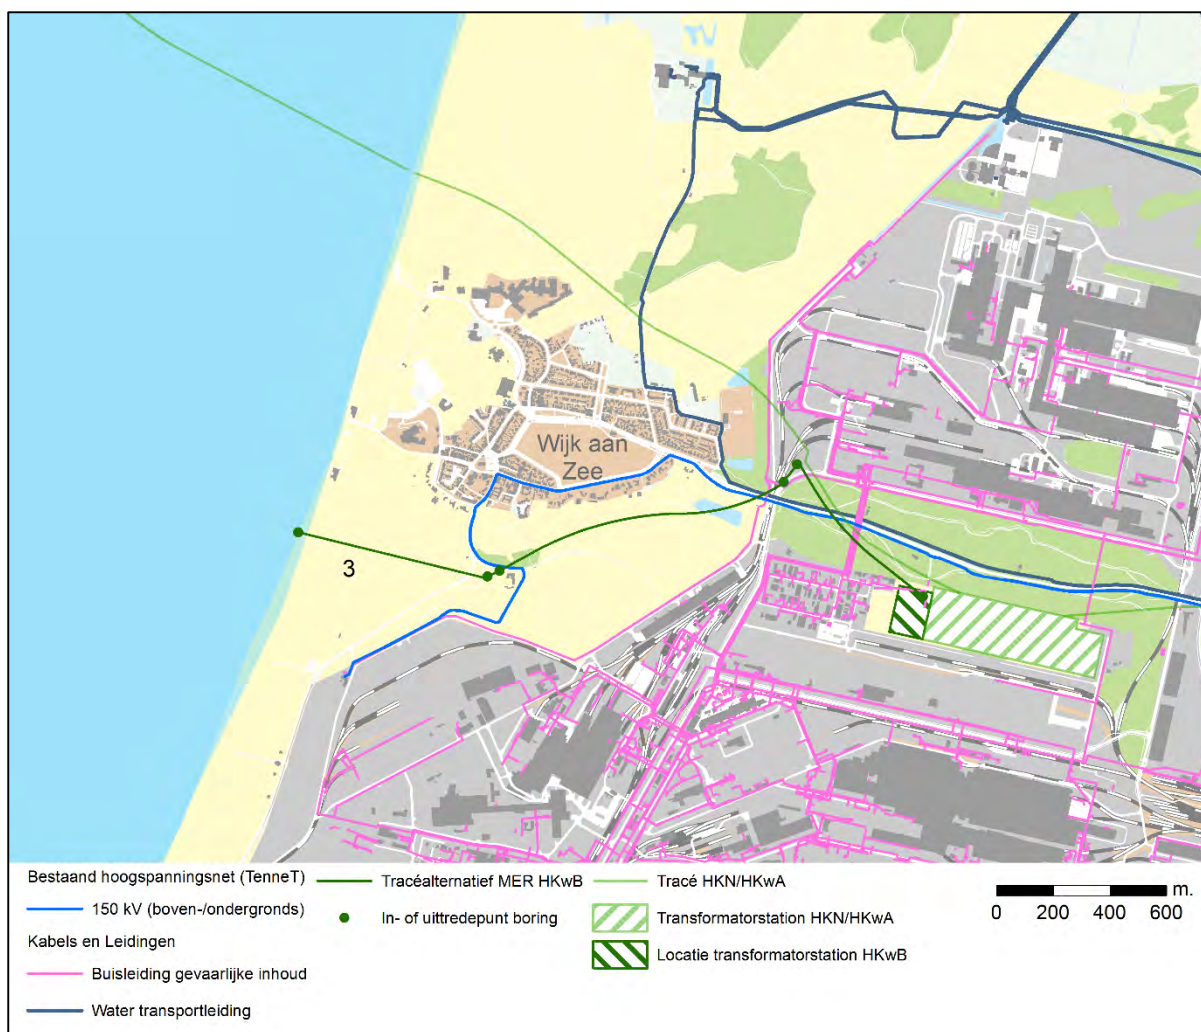 Wijk aan
Zee
3
Bestaand hoogspanningsnet (TenneT)
150 kV (boven-/ondergronds)
Kabels en Leidingen
Buisleiding gevaarlijke inhoud
Water transportleiding
Tracéalternatief MER HKwB
In- of uittredepunt boring
Tracé HKN/HKwA
Transformatorstation HKN/HKwA
Locatie transformatorstation HKwB
m.
0 200 400 600